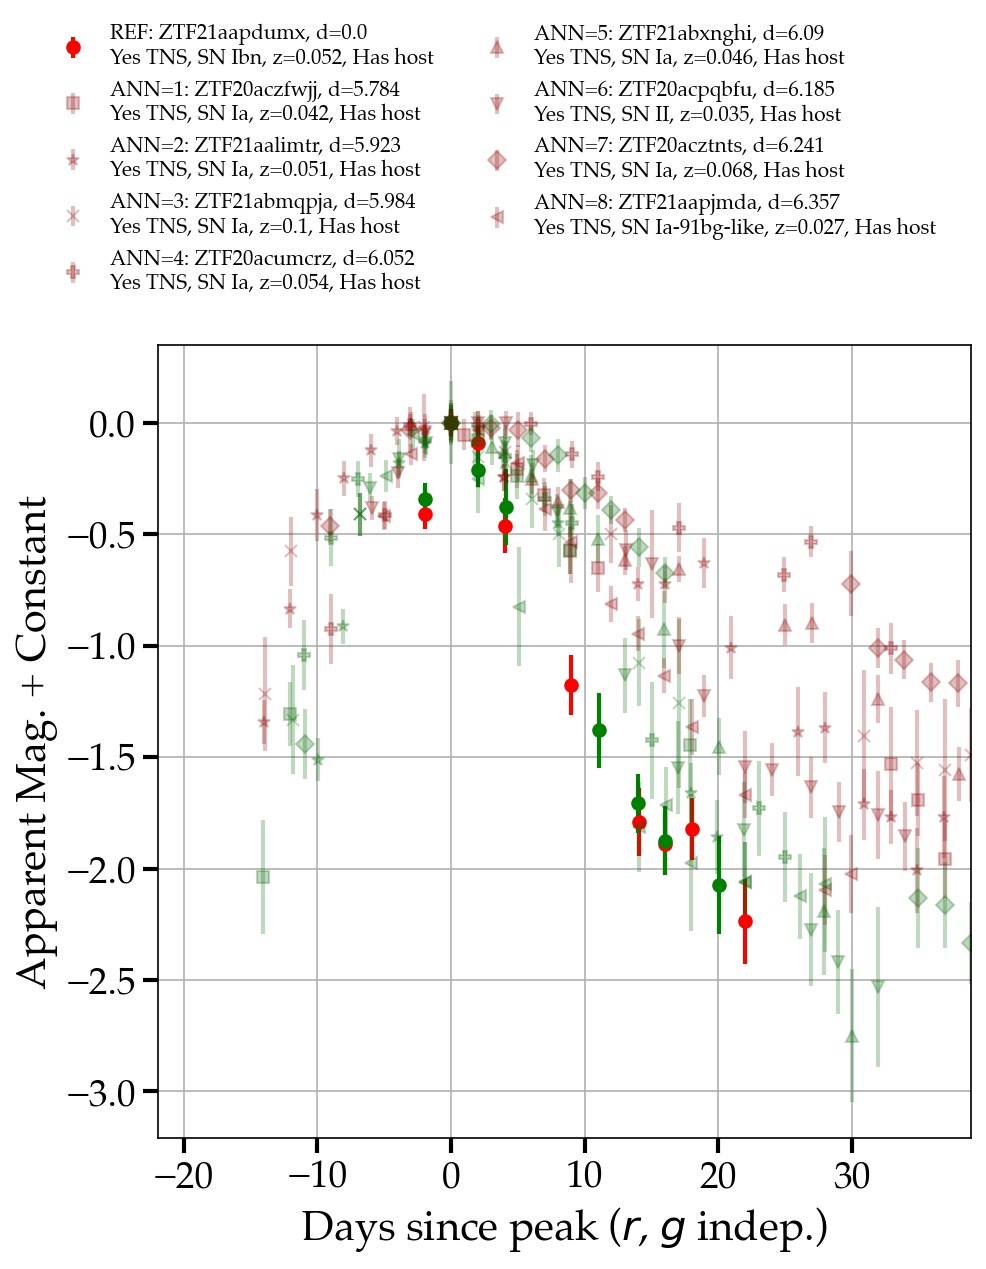 REF: ZTF21aapdumx, d=0.0
Yes TNS, SN Ibn, z=0.052, Has host
ANN=1: ZTF20aczfwjj, d=5.784
Yes TNS, SN Ia, z=0.042, Has host
ANN=2: ZTF21aalimtr, d=5.923
Yes TNS, SN Ia, z=0.051, Has host
ANN=3: ZTF21abmqpja, d=5.984
Yes TNS, SN Ia, z=0.1, Has host
ANN=4: ZTF20acumcrz, d=6.052
Yes TNS, SN Ia, z=0.054, Has host
ANN=5: ZTF21abxnghi, d=6.09
Yes TNS, SN Ia, z=0.046, Has host
ANN=6: ZTF20acpqbfu, d=6.185
Yes TNS, SN II, z=0.035, Has host
ANN=7: ZTF20acztnts, d=6.241
Yes TNS, SN Ia, z=0.068, Has host
ANN=8: ZTF21aapjmda, d=6.357
Yes TNS, SN Ia-91bg-like, z=0.027, Has host
Apparent Mag. + Constant
0.0
−0.5
−1.0
−1.5
−2.0
−2.5
−3.0
−20 −10 0 10 20 30
Days since peak (r, g indep.)